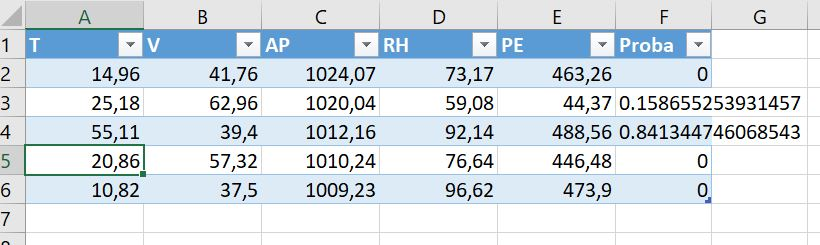 A B C D E F G
1 T V AP RH PE Proba
2 14,96 41,76 1024,07 73,17 463,26 0
3 25,18 62,96 1020,04 59,08 44,37 0.158655253931457
4 55,11 39,4 1012,16 92,14 488,56 0.841344746068543
5 20,86 57,32 1010,24 76,64 446,48 0
6 10,82 37,5 1009,23 96,62 473,9 0
7